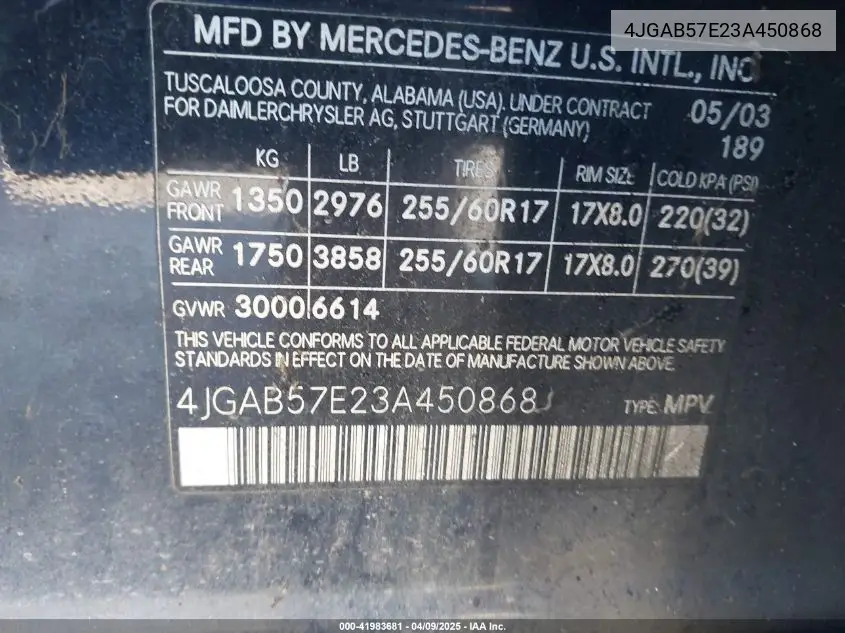 4JGAB57E23A450868
MFD BY MERCEDES-BENZ U.S. INTL., INC
TUSCALOOSA COUNTY, ALABAMA (USA). UNDER CONTRACT 05/03
FOR DAIMLERCHRYSLER AG, STUTTGART (GERMANY) 189
KG LB TIRES RIM SIZE COLD KPA (PSI)
GAWR FRONT 1350 2976 255/60R17 17X8.0 220(32)
GAWR REAR 1750 3858 255/60R17 17X8.0 270(39)
GVWR 3000 6614
THIS VEHICLE CONFORMS TO ALL APPLICABLE FEDERAL MOTOR VEHICLE SAFETY
STANDARDS IN EFFECT ON THE DATE OF MANUFACTURE SHOWN ABOVE.
4JGAB57E23A450868 TYPE: MPV
000-41983681 - 04/09/2025 - IAA Inc.